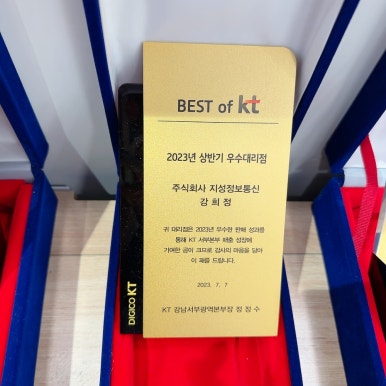 BEST of kt
2023년 상반기 우수대리점
주식회사 지성정보통신
강 희 정
귀 대리점은 2023년 우수한 판매 성과를
통해 KT 서부본부 매출 성장에
기여한 공이 크므로 감사의 마음을 담아
이 패를 드립니다.
2023. 7. 7
KT 강남서부광역본부장 정 정 수
DIGICO KT